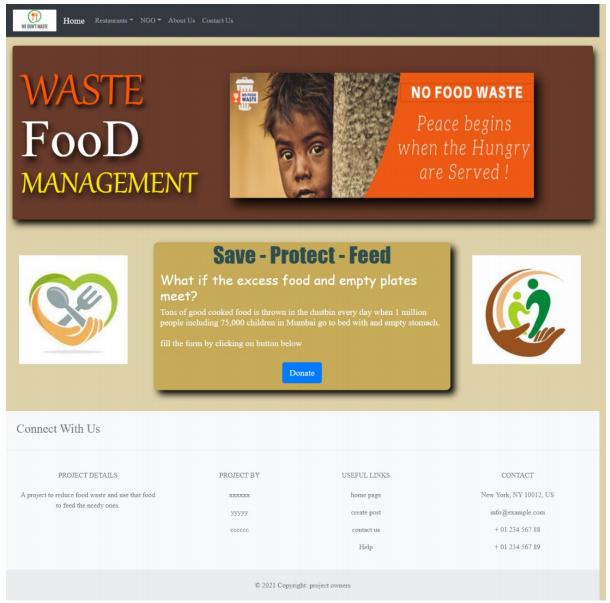 WE DON'T WASTE
Home Restaurants NGO About Us Contact Us
WASTE
FooD
MANAGEMENT
NO FOOD WASTE
NO FOOD WASTE
Peace begins
when the Hungry
are Served !
Save - Protect - Feed
What if the excess food and empty plates
meet?
Tons of good cooked food is thrown in the dustbin every day when 1 million
people including 75,000 children in Mumbai go to bed with and empty stomach.
fill the form by clicking on button below
Donate
Connect With Us
PROJECT DETAILS
A project to reduce food waste and use that food
to feed the needy ones.
PROJECT BY
xxxxxx
yyyyy
cccccc
USEFUL LINKS
home page
create post
contact us
Help
CONTACT
New York, NY 10012, US
info@example.com
+ 01 234 567 88
+ 01 234 567 89
© 2021 Copyright: project owners